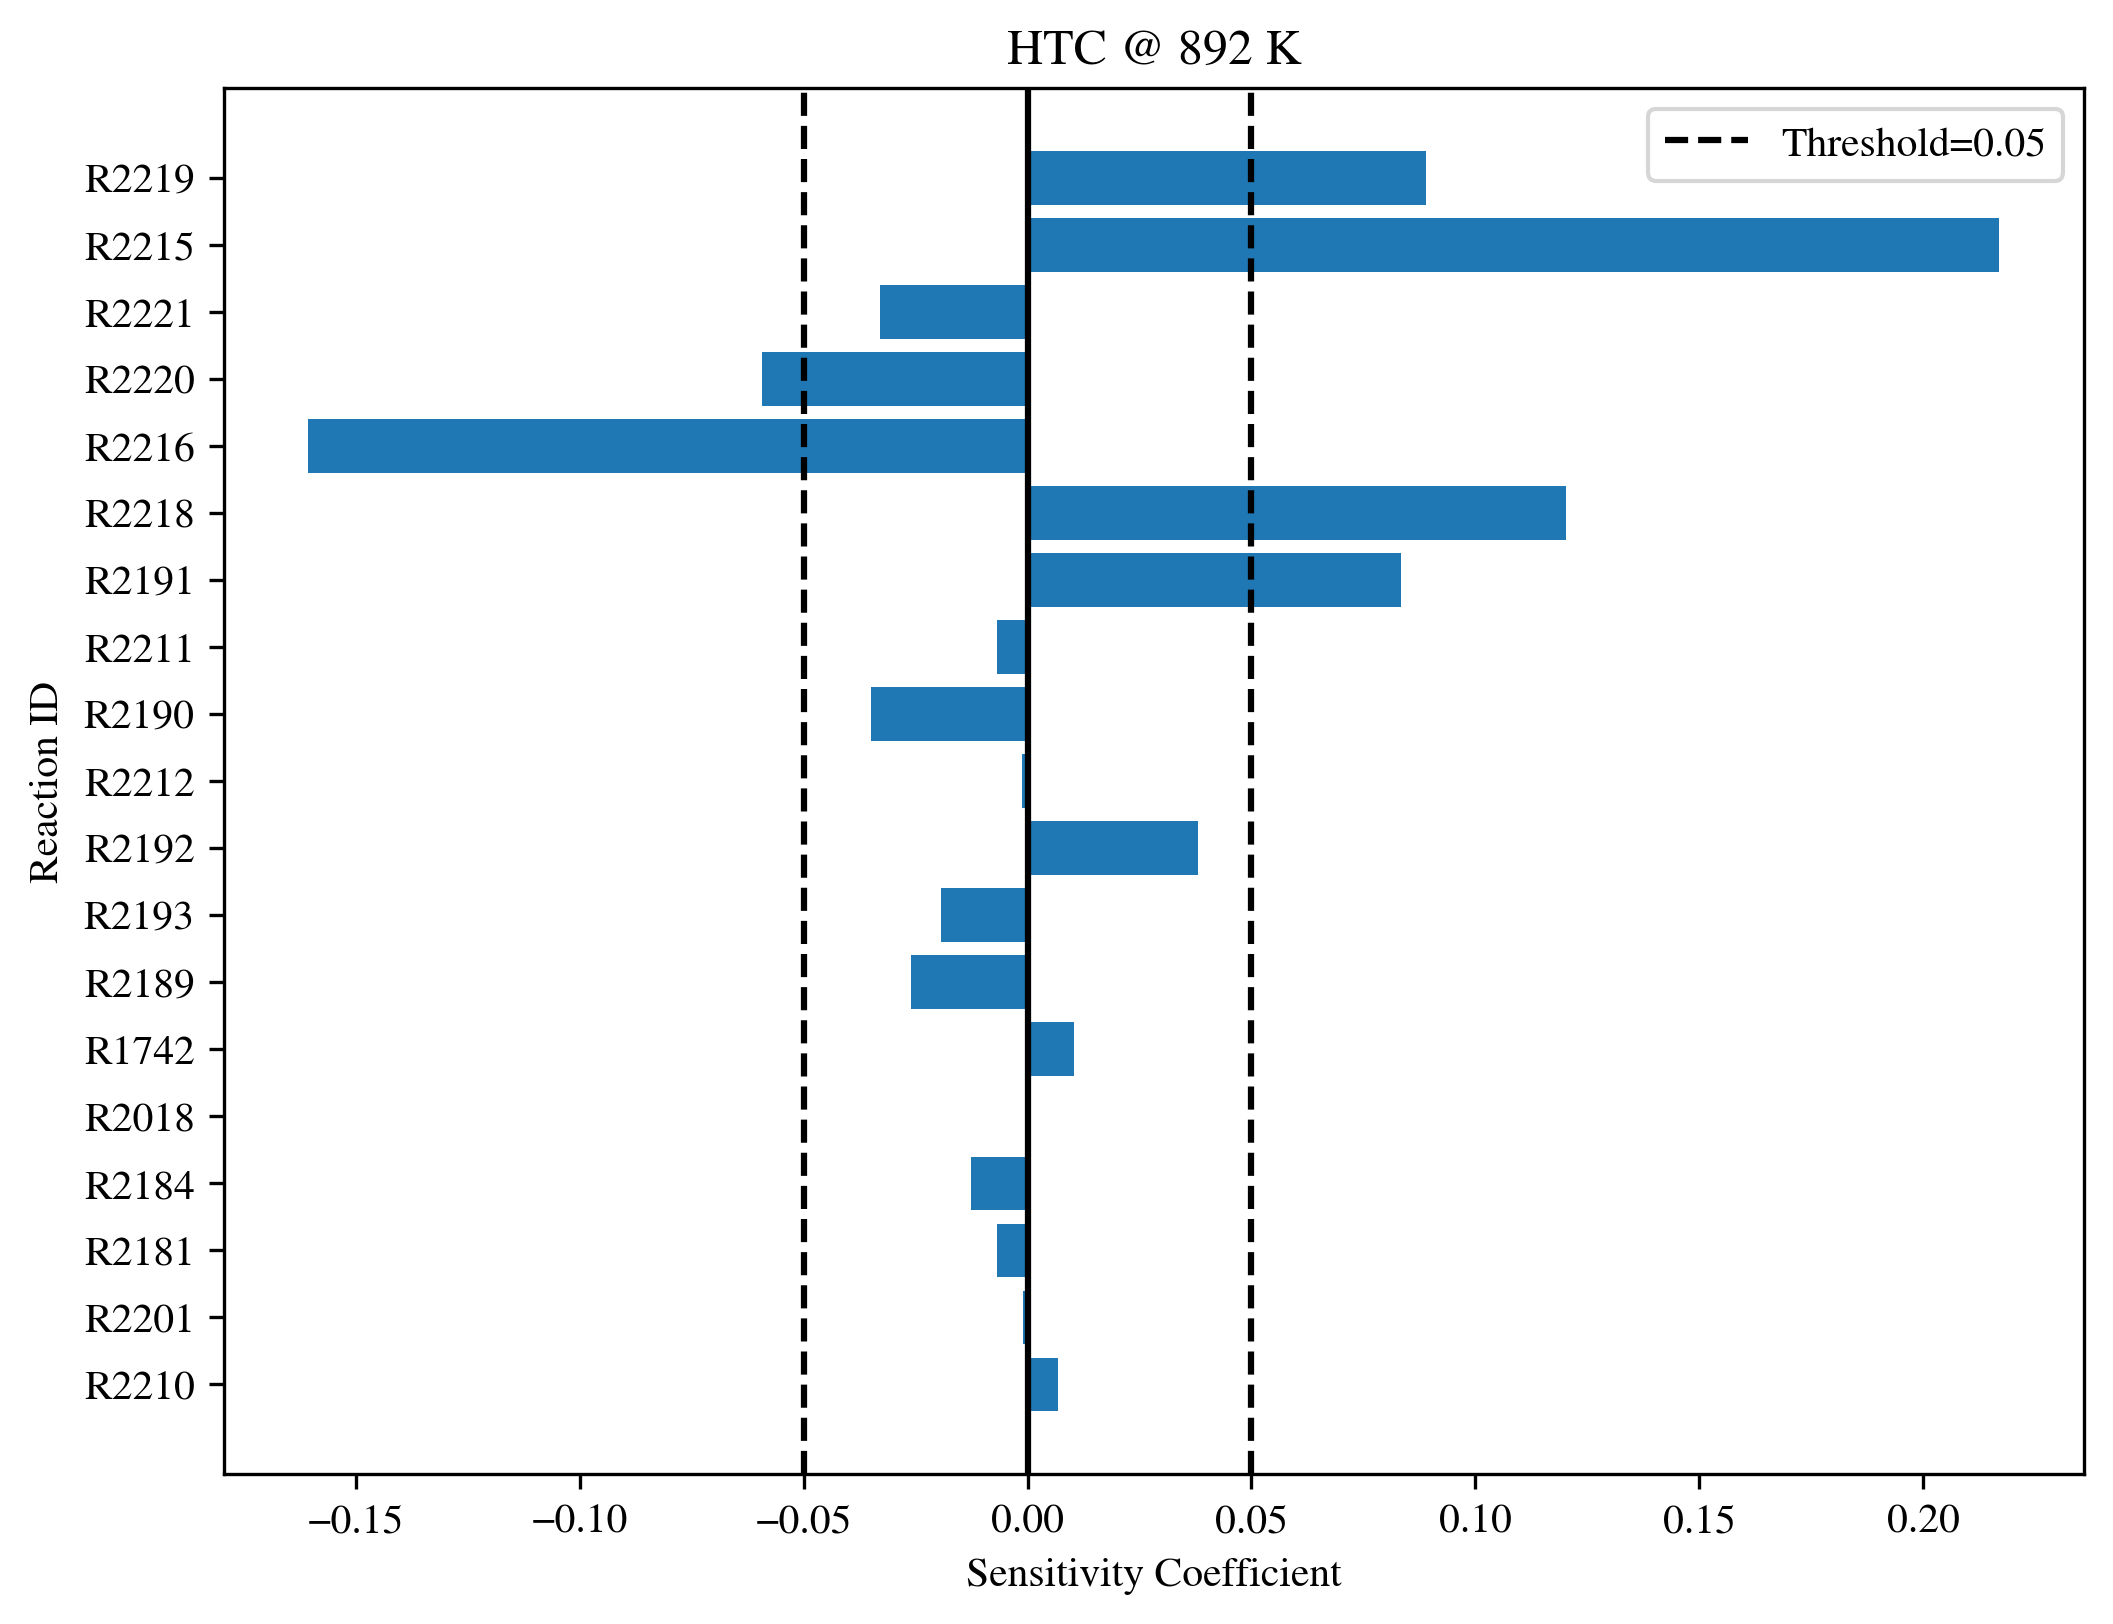 HTC @ 892 K
Threshold=0.05
R2219
R2215
R2221
R2220
R2216
R2218
R2191
R2211
R2190
R2212
R2192
R2193
R2189
R1742
R2018
R2184
R2181
R2201
R2210
Reaction ID
−0.15 −0.10 −0.05 0.00 0.05 0.10 0.15 0.20
Sensitivity Coefficient